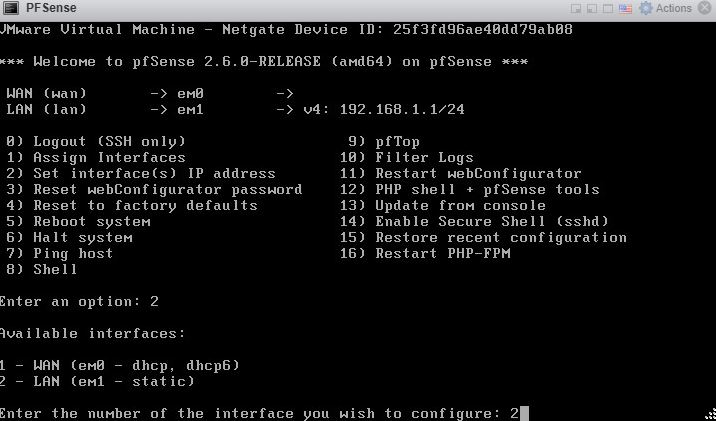 PFSense
Actions
VMware Virtual Machine - Netgate Device ID: 25f3fd96ae40dd79ab08
*** Welcome to pfSense 2.6.0-RELEASE (amd64) on pfSense ***
WAN (wan) -> em0 ->
LAN (lan) -> em1 -> v4: 192.168.1.1/24
0) Logout (SSH only) 9) pfTop
1) Assign Interfaces 10) Filter Logs
2) Set interface(s) IP address 11) Restart webConfigurator
3) Reset webConfigurator password 12) PHP shell + pfSense tools
4) Reset to factory defaults 13) Update from console
5) Reboot system 14) Enable Secure Shell (sshd)
6) Halt system 15) Restore recent configuration
7) Ping host 16) Restart PHP-FPM
8) Shell
Enter an option: 2
Available interfaces:
1 - WAN (em0 - dhcp, dhcp6)
2 - LAN (em1 - static)
Enter the number of the interface you wish to configure: 2